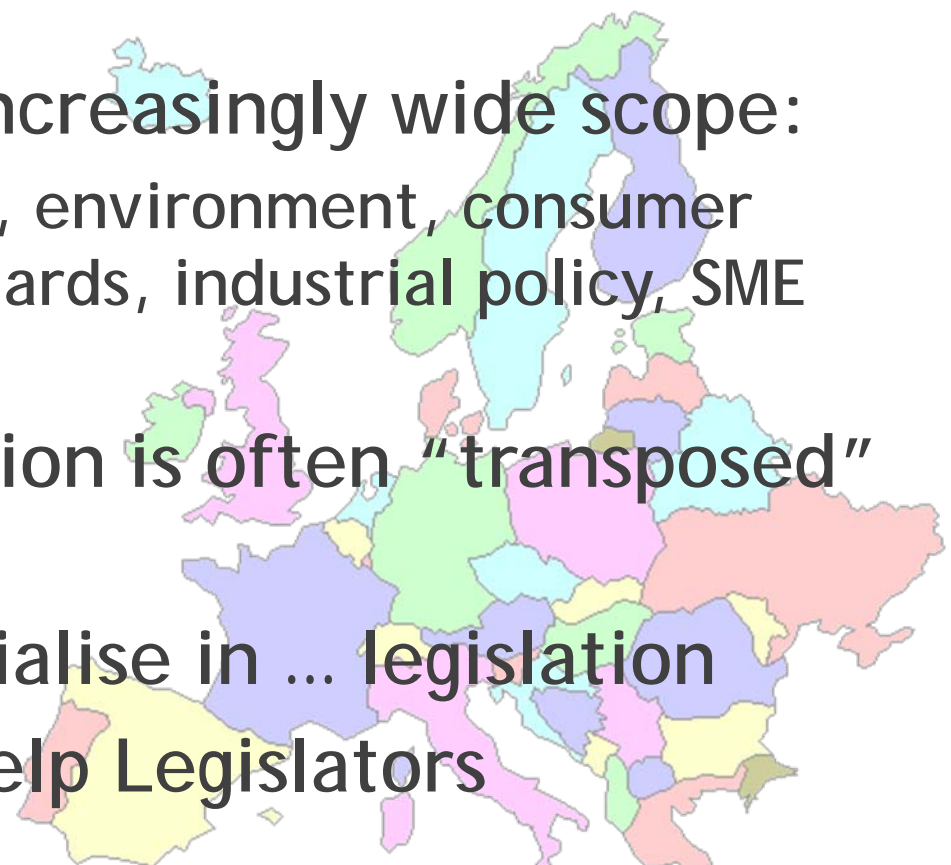 ncreasingly wide scope:
, environment, consumer
ards, industrial policy, SME
ion is often “transposed”
ialise in ... legislation
elp Legislators